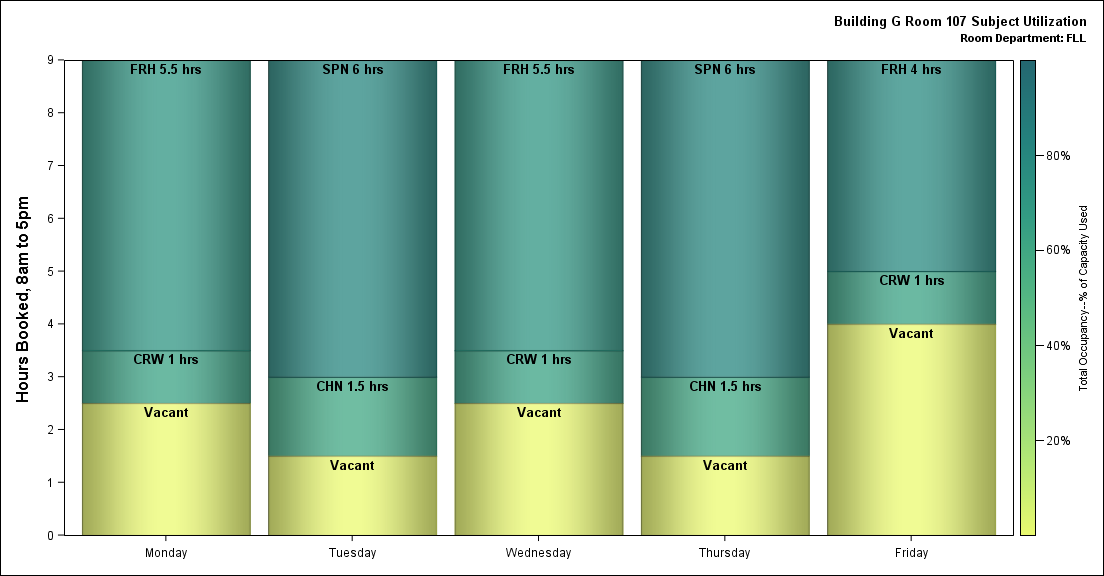 Building G Room 107 Subject Utilization
Room Department: FLL
Hours Booked, 8am to 5pm
9
8
7
6
5
4
3
2
1
0
FRH 5.5 hrs
CRW 1 hrs
Vacant
SPN 6 hrs
CHN 1.5 hrs
Vacant
FRH 5.5 hrs
CRW 1 hrs
Vacant
SPN 6 hrs
CHN 1.5 hrs
Vacant
FRH 4 hrs
CRW 1 hrs
Vacant
Monday
Tuesday
Wednesday
Thursday
Friday
80%
60%
40%
20%
Total Occupancy--% of Capacity Used